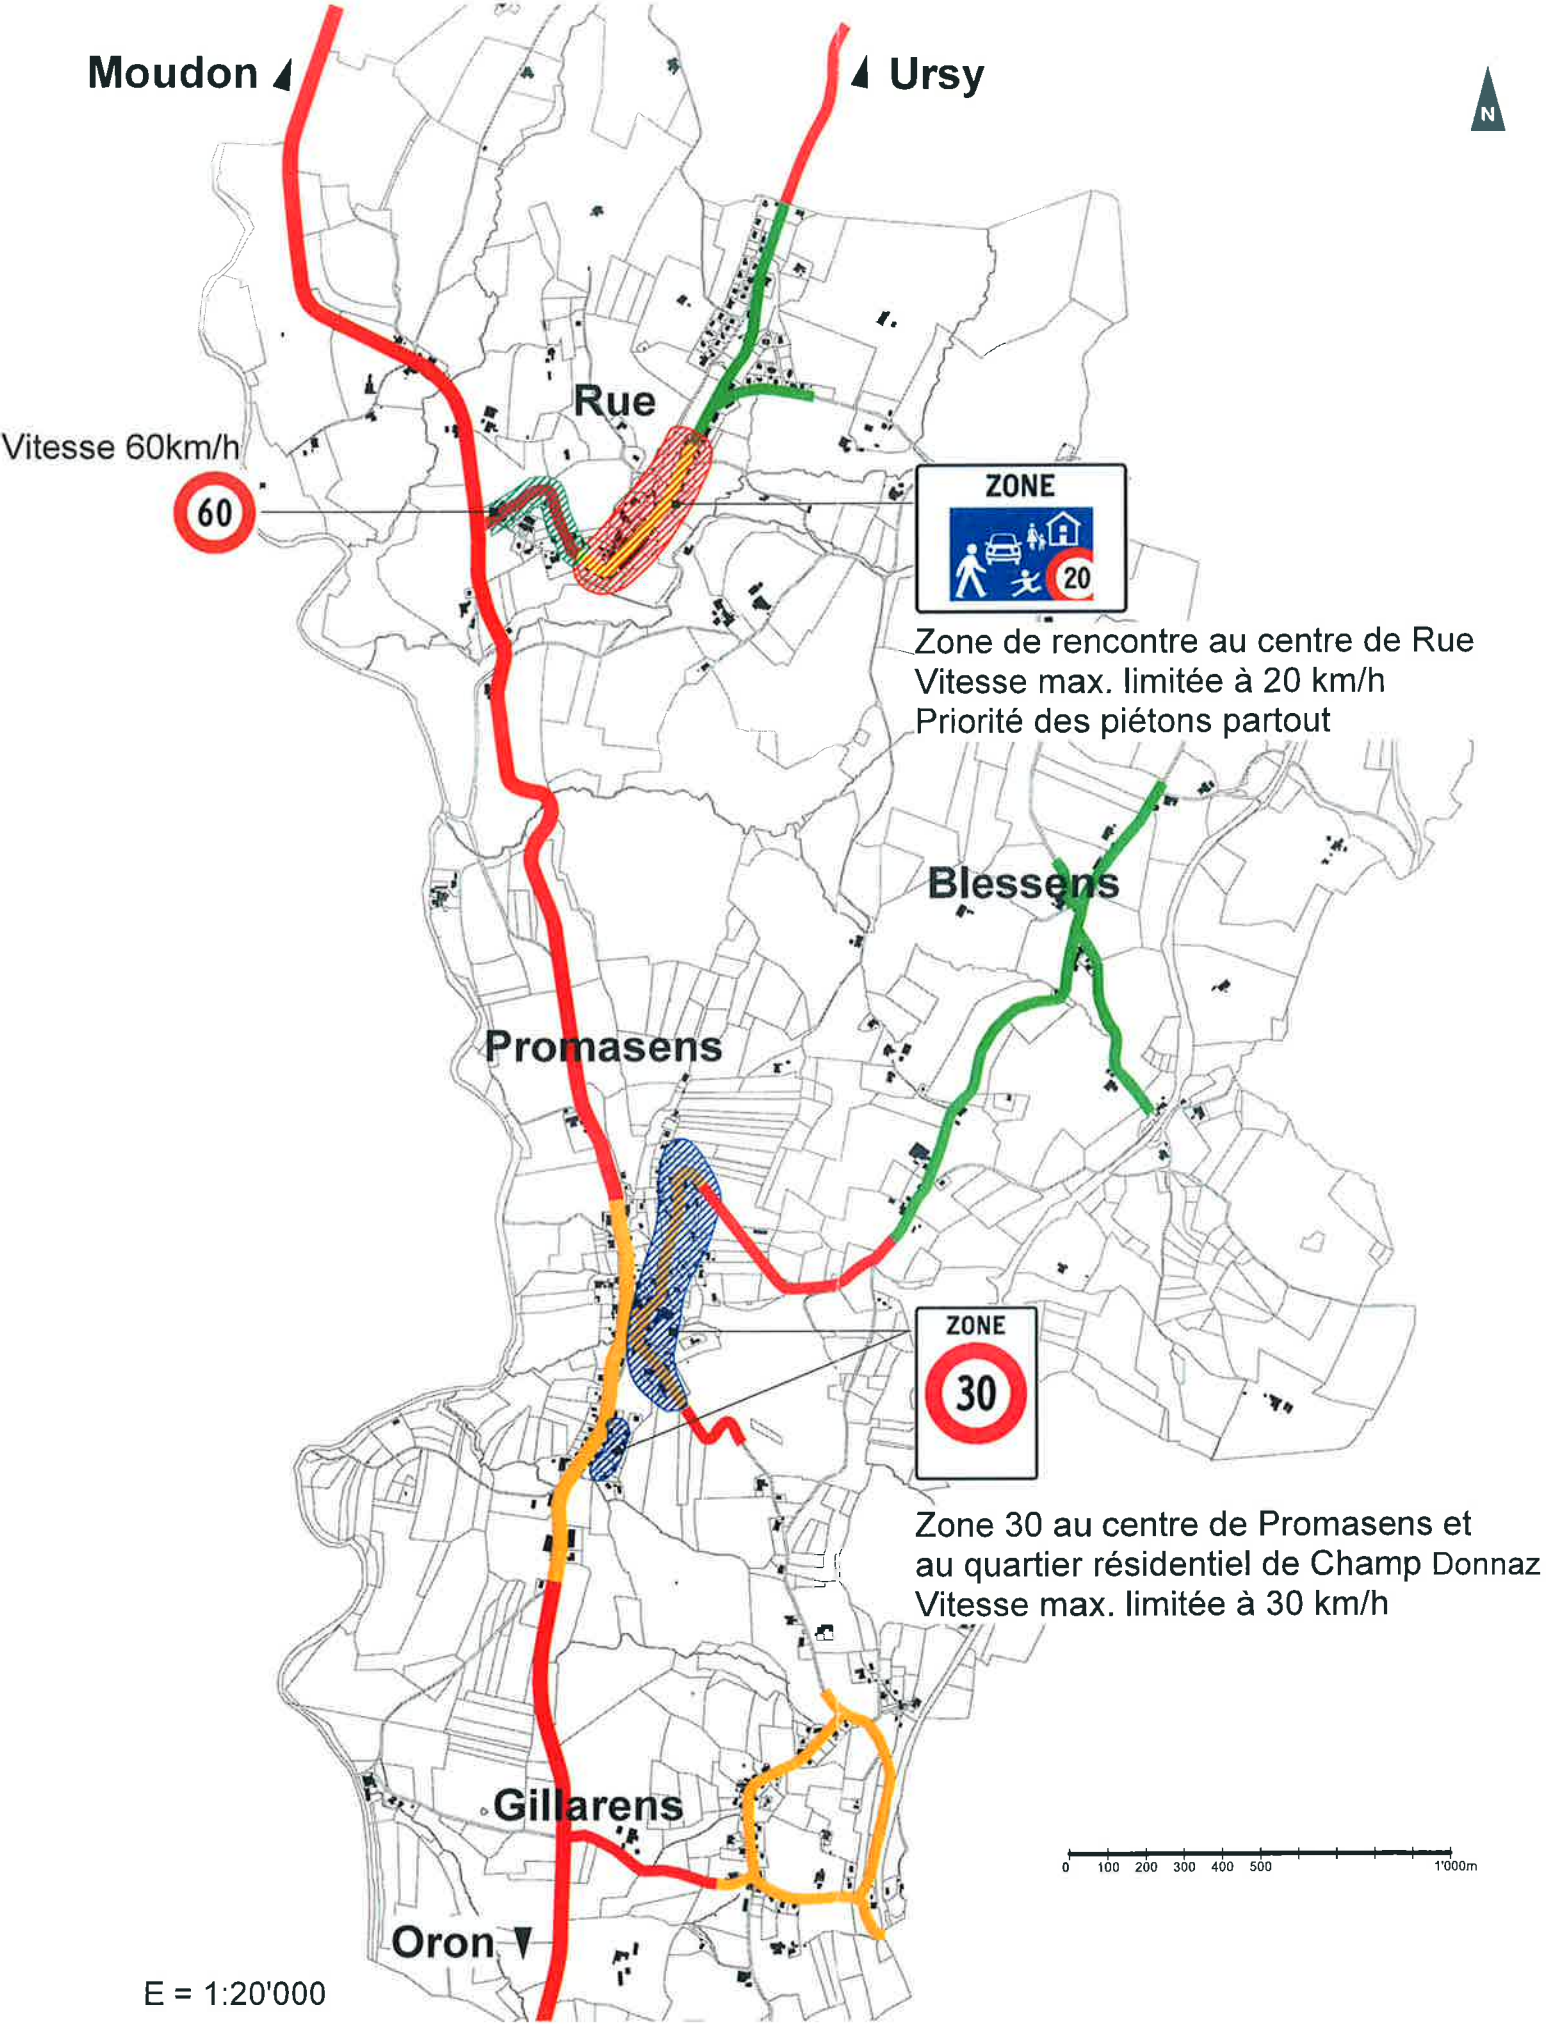 Moudon
Ursy
N
Rue
Vitesse 60km/h
60
ZONE
20
Zone de rencontre au centre de Rue
Vitesse max. limitée à 20 km/h
Priorité des piétons partout
Blessens
Promasens
ZONE
30
Zone 30 au centre de Promasens et
au quartier résidentiel de Champ Donnaz
Vitesse max. limitée à 30 km/h
Gillarens
0 100 200 300 400 500 1'000m
Oron
E = 1:20'000